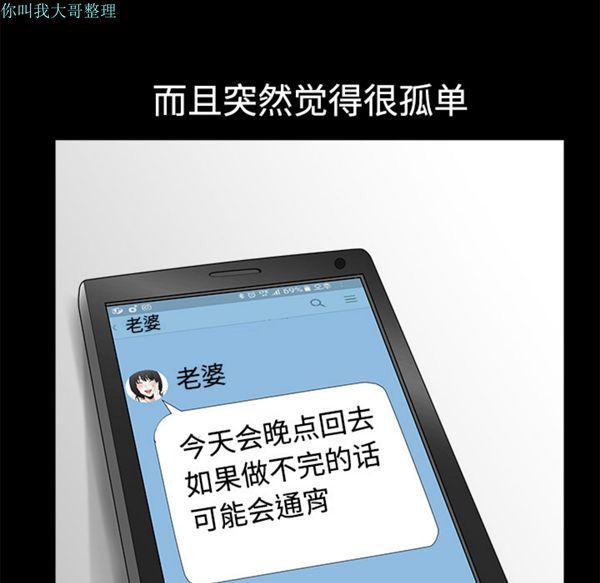 你叫我大哥整理
而且突然觉得很孤单
69%
老婆
老婆
今天会晚点回去
如果做不完的话
可能会通宵